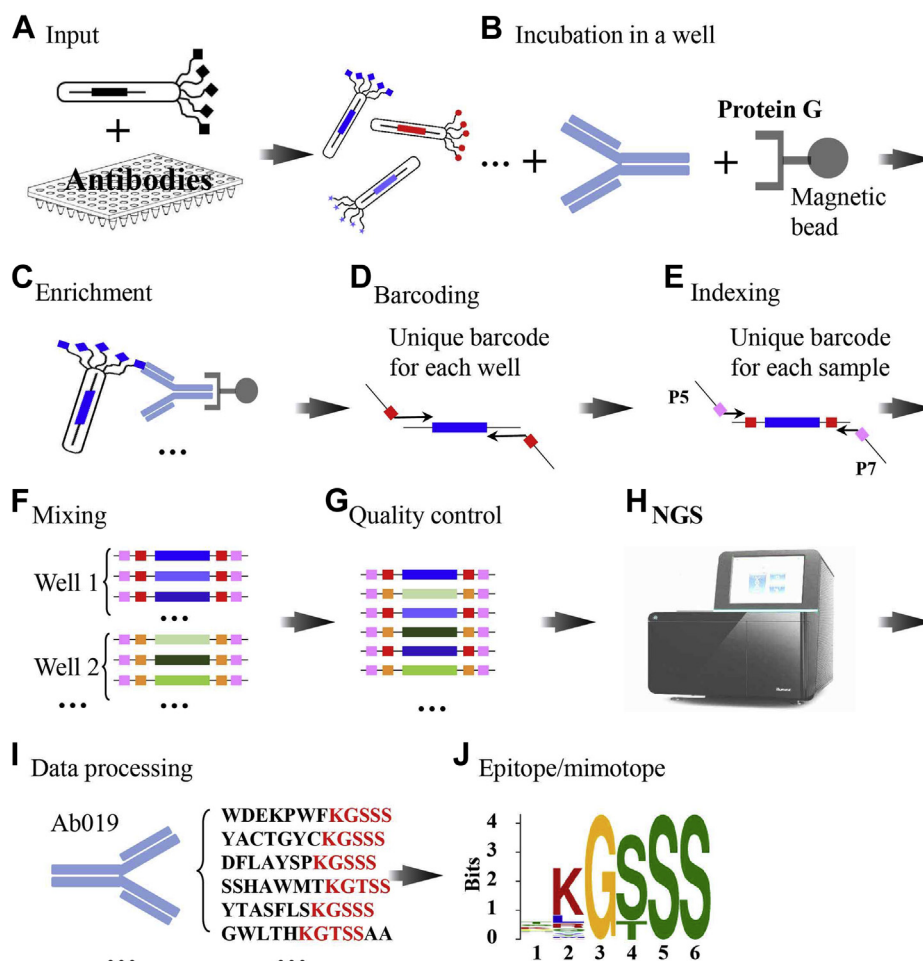 A Input
B Incubation in a well
Antibodies
... +
+
Protein G
+
Magnetic
bead
C Enrichment
...
D Barcoding
Unique barcode
for each well
E Indexing
Unique barcode
for each sample
P5
P7
F Mixing
Well 1
...
Well 2
... ...
G Quality control
...
H NGS
I Data processing
Ab019
WDEKPWFKGSSS
YACTGYCKGSSS
DFLAYSPKGSSS
SSHAWMTKGTSS
YTASFLSKGSSS
GWLTHKGTSSAA
... ...
J Epitope/mimotope
Bits
4
3
2
1
0
K G S S S
T
1 2 3 4 5 6